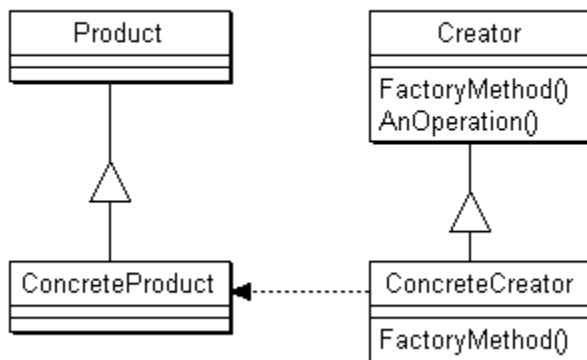 Product
Creator
FactoryMethod()
AnOperation()
ConcreteProduct
ConcreteCreator
FactoryMethod()